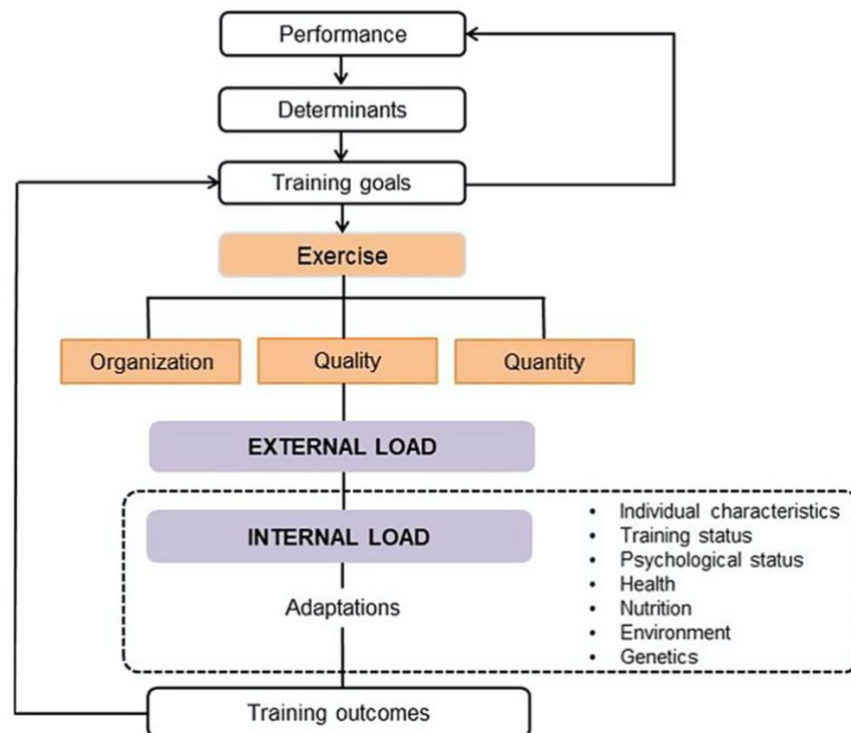 Performance
Determinants
Training goals
Exercise
Organization
Quality
Quantity
EXTERNAL LOAD
INTERNAL LOAD
Adaptations
• Individual characteristics
• Training status
• Psychological status
• Health
• Nutrition
• Environment
• Genetics
Training outcomes